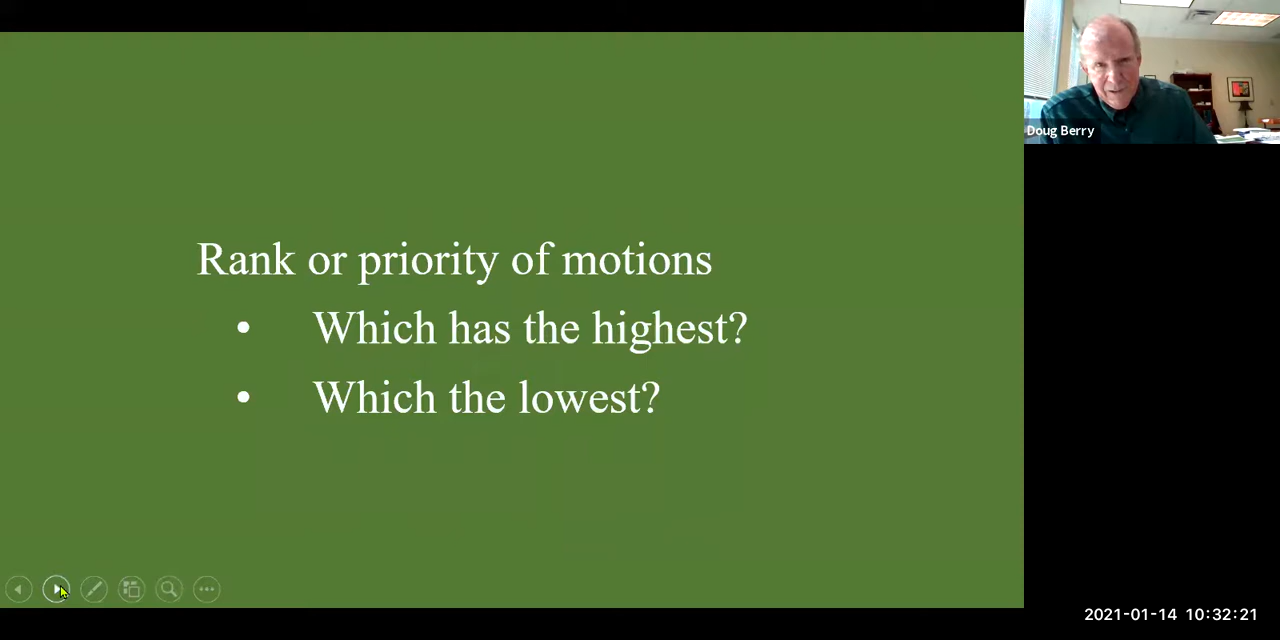 Rank or priority of motions
• Which has the highest?
• Which the lowest?
Doug Berry
2021-01-14 10:32:21